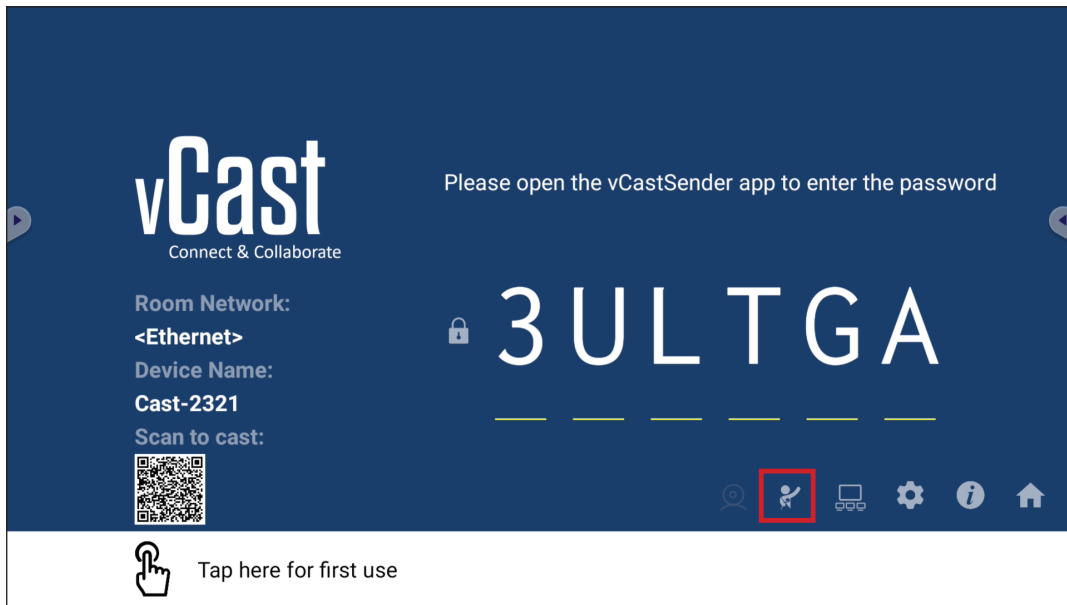 vCast
Connect & Collaborate
Please open the vCastSender app to enter the password
Room Network:
<Ethernet>
Device Name:
Cast-2321
Scan to cast:
3ULTGA
Tap here for first use